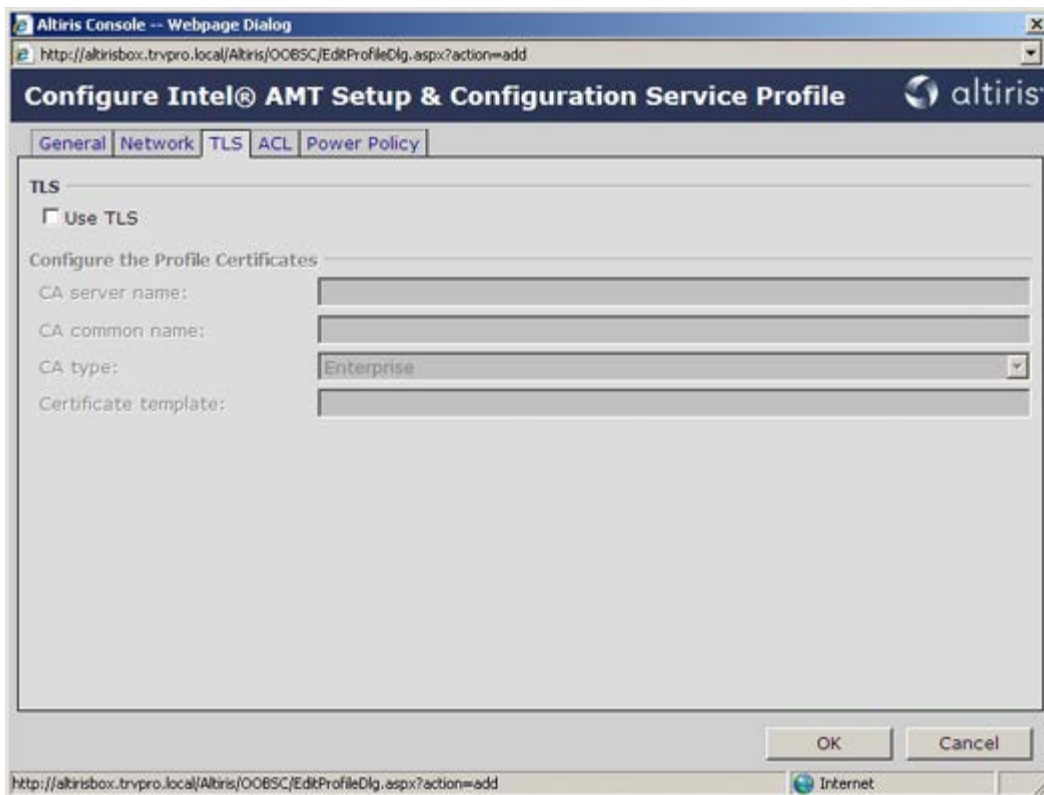 Altiris Console -- Webpage Dialog
http://altirisbox.trvpro.local/Altiris/OOBSC/EditProfileDlg.aspx?action=add
Configure Intel® AMT Setup & Configuration Service Profile altiris
General Network TLS ACL Power Policy
TLS
Use TLS
Configure the Profile Certificates
CA server name:
CA common name:
CA type: Enterprise
Certificate template:
OK Cancel
http://altirisbox.trvpro.local/Altiris/OOBSC/EditProfileDlg.aspx?action=add Internet